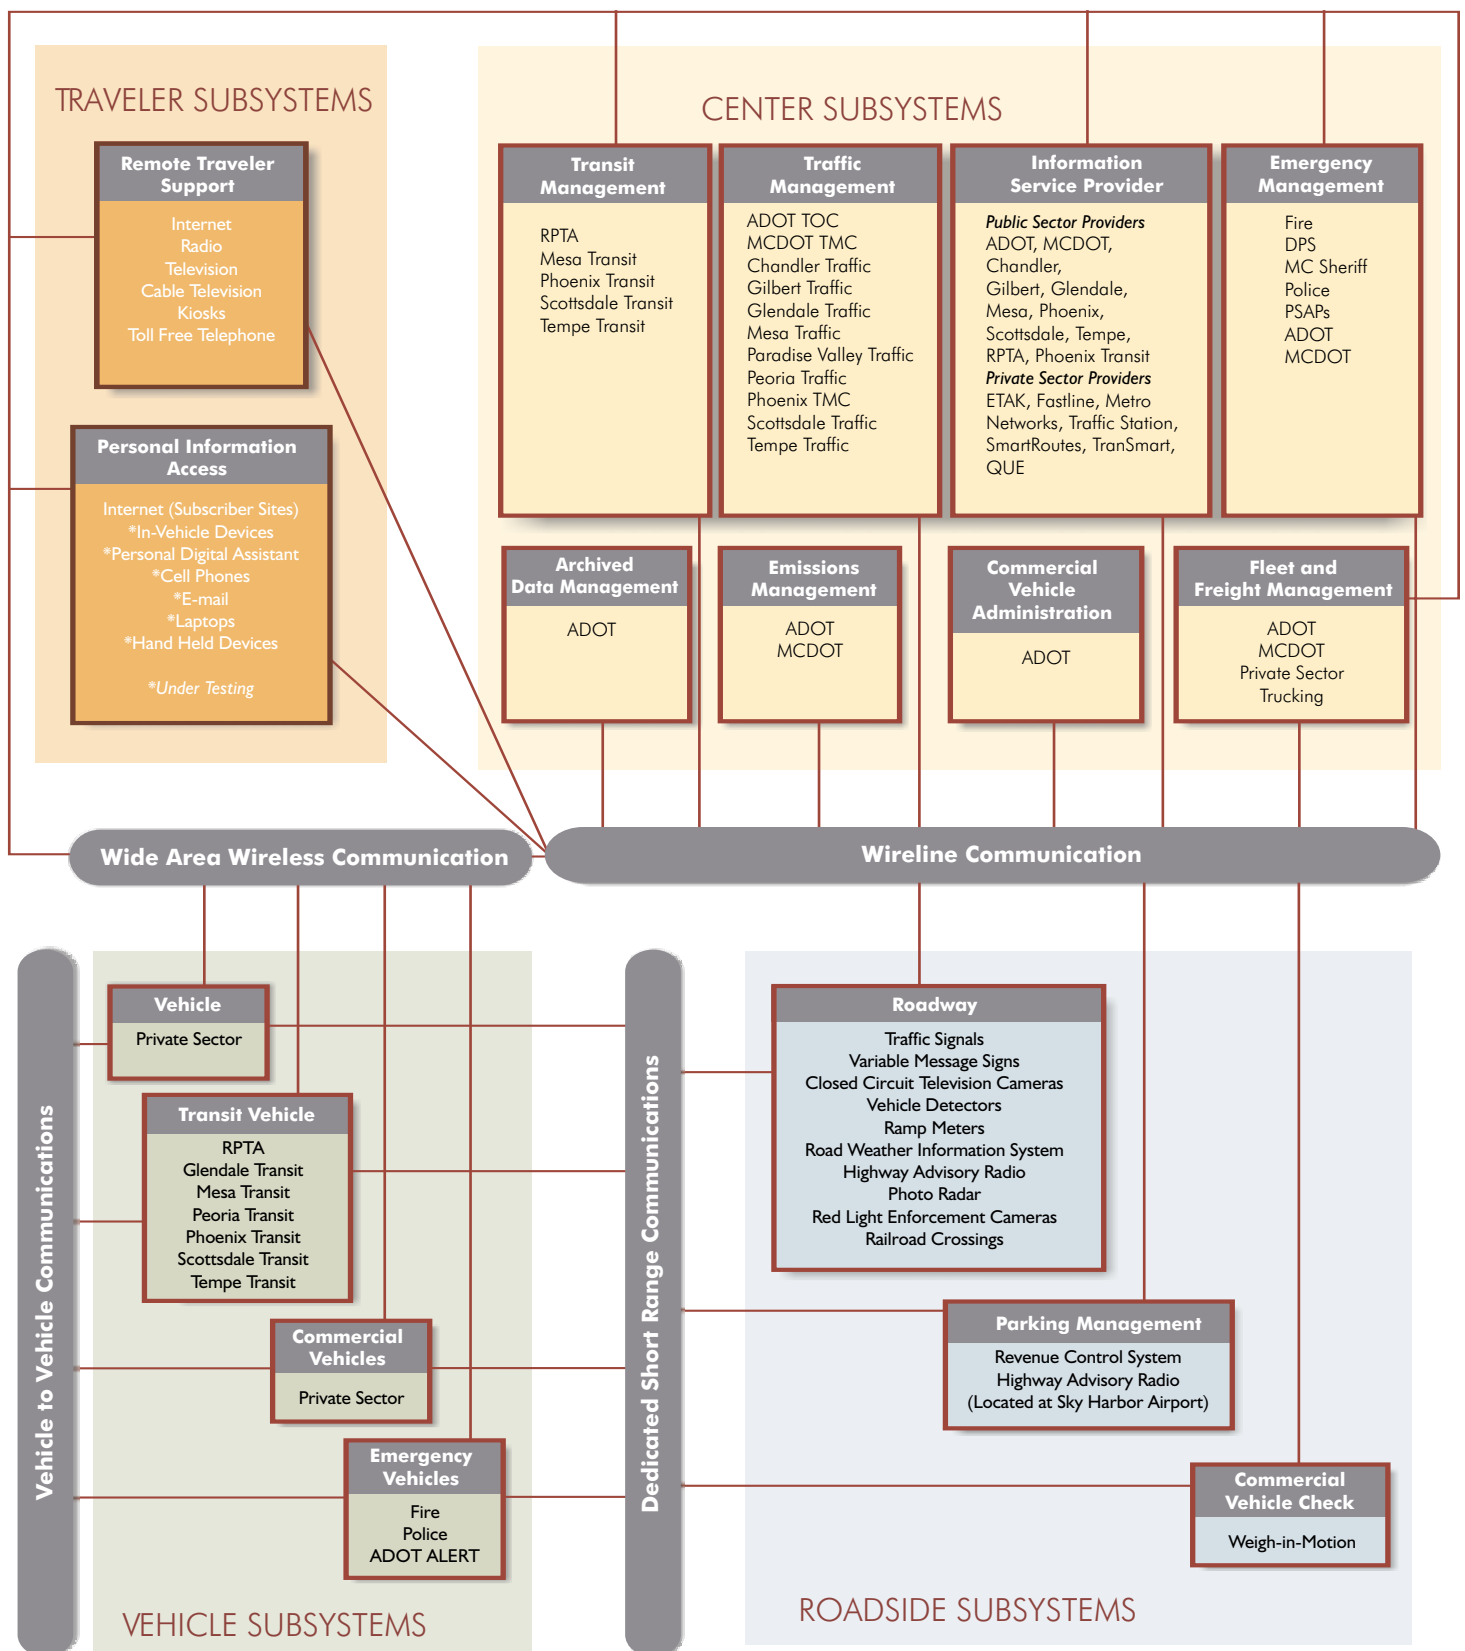 TRAVELER SUBSYSTEMS
Remote Traveler
Support
Internet
Radio
Television
Cable Television
Kiosks
Toll Free Telephone
Personal Information
Access
Internet (Subscriber Sites)
*In-Vehicle Devices
*Personal Digital Assistant
*Cell Phones
*E-mail
*Laptops
*Hand Held Devices
*Under Testing
CENTER SUBSYSTEMS
Transit
Management
RPTA
Mesa Transit
Phoenix Transit
Scottsdale Transit
Tempe Transit
Traffic
Management
ADOT TOC
MCDOT TMC
Chandler Traffic
Gilbert Traffic
Glendale Traffic
Mesa Traffic
Paradise Valley Traffic
Peoria Traffic
Phoenix TMC
Scottsdale Traffic
Tempe Traffic
Information
Service Provider
Public Sector Providers
ADOT, MCDOT,
Chandler,
Gilbert, Glendale,
Mesa, Phoenix,
Scottsdale, Tempe,
RPTA, Phoenix Transit
Private Sector Providers
ETAK, Fastline, Metro
Networks, Traffic Station,
SmartRoutes, TranSmart,
QUE
Emergency
Management
Fire
DPS
MC Sheriff
Police
PSAPs
ADOT
MCDOT
Archived
Data Management
ADOT
Emissions
Management
ADOT
MCDOT
Commercial
Vehicle
Administration
ADOT
Fleet and
Freight Management
ADOT
MCDOT
Private Sector
Trucking
Wide Area Wireless Communication
Wireline Communication
Vehicle to Vehicle Communications
Vehicle
Private Sector
Transit Vehicle
RPTA
Glendale Transit
Mesa Transit
Peoria Transit
Phoenix Transit
Scottsdale Transit
Tempe Transit
Commercial
Vehicles
Private Sector
Emergency
Vehicles
Fire
Police
ADOT ALERT
VEHICLE SUBSYSTEMS
Dedicated Short Range Communications
Roadway
Traffic Signals
Variable Message Signs
Closed Circuit Television Cameras
Vehicle Detectors
Ramp Meters
Road Weather Information System
Highway Advisory Radio
Photo Radar
Red Light Enforcement Cameras
Railroad Crossings
Parking Management
Revenue Control System
Highway Advisory Radio
(Located at Sky Harbor Airport)
Commercial
Vehicle Check
Weigh-in-Motion
ROADSIDE SUBSYSTEMS